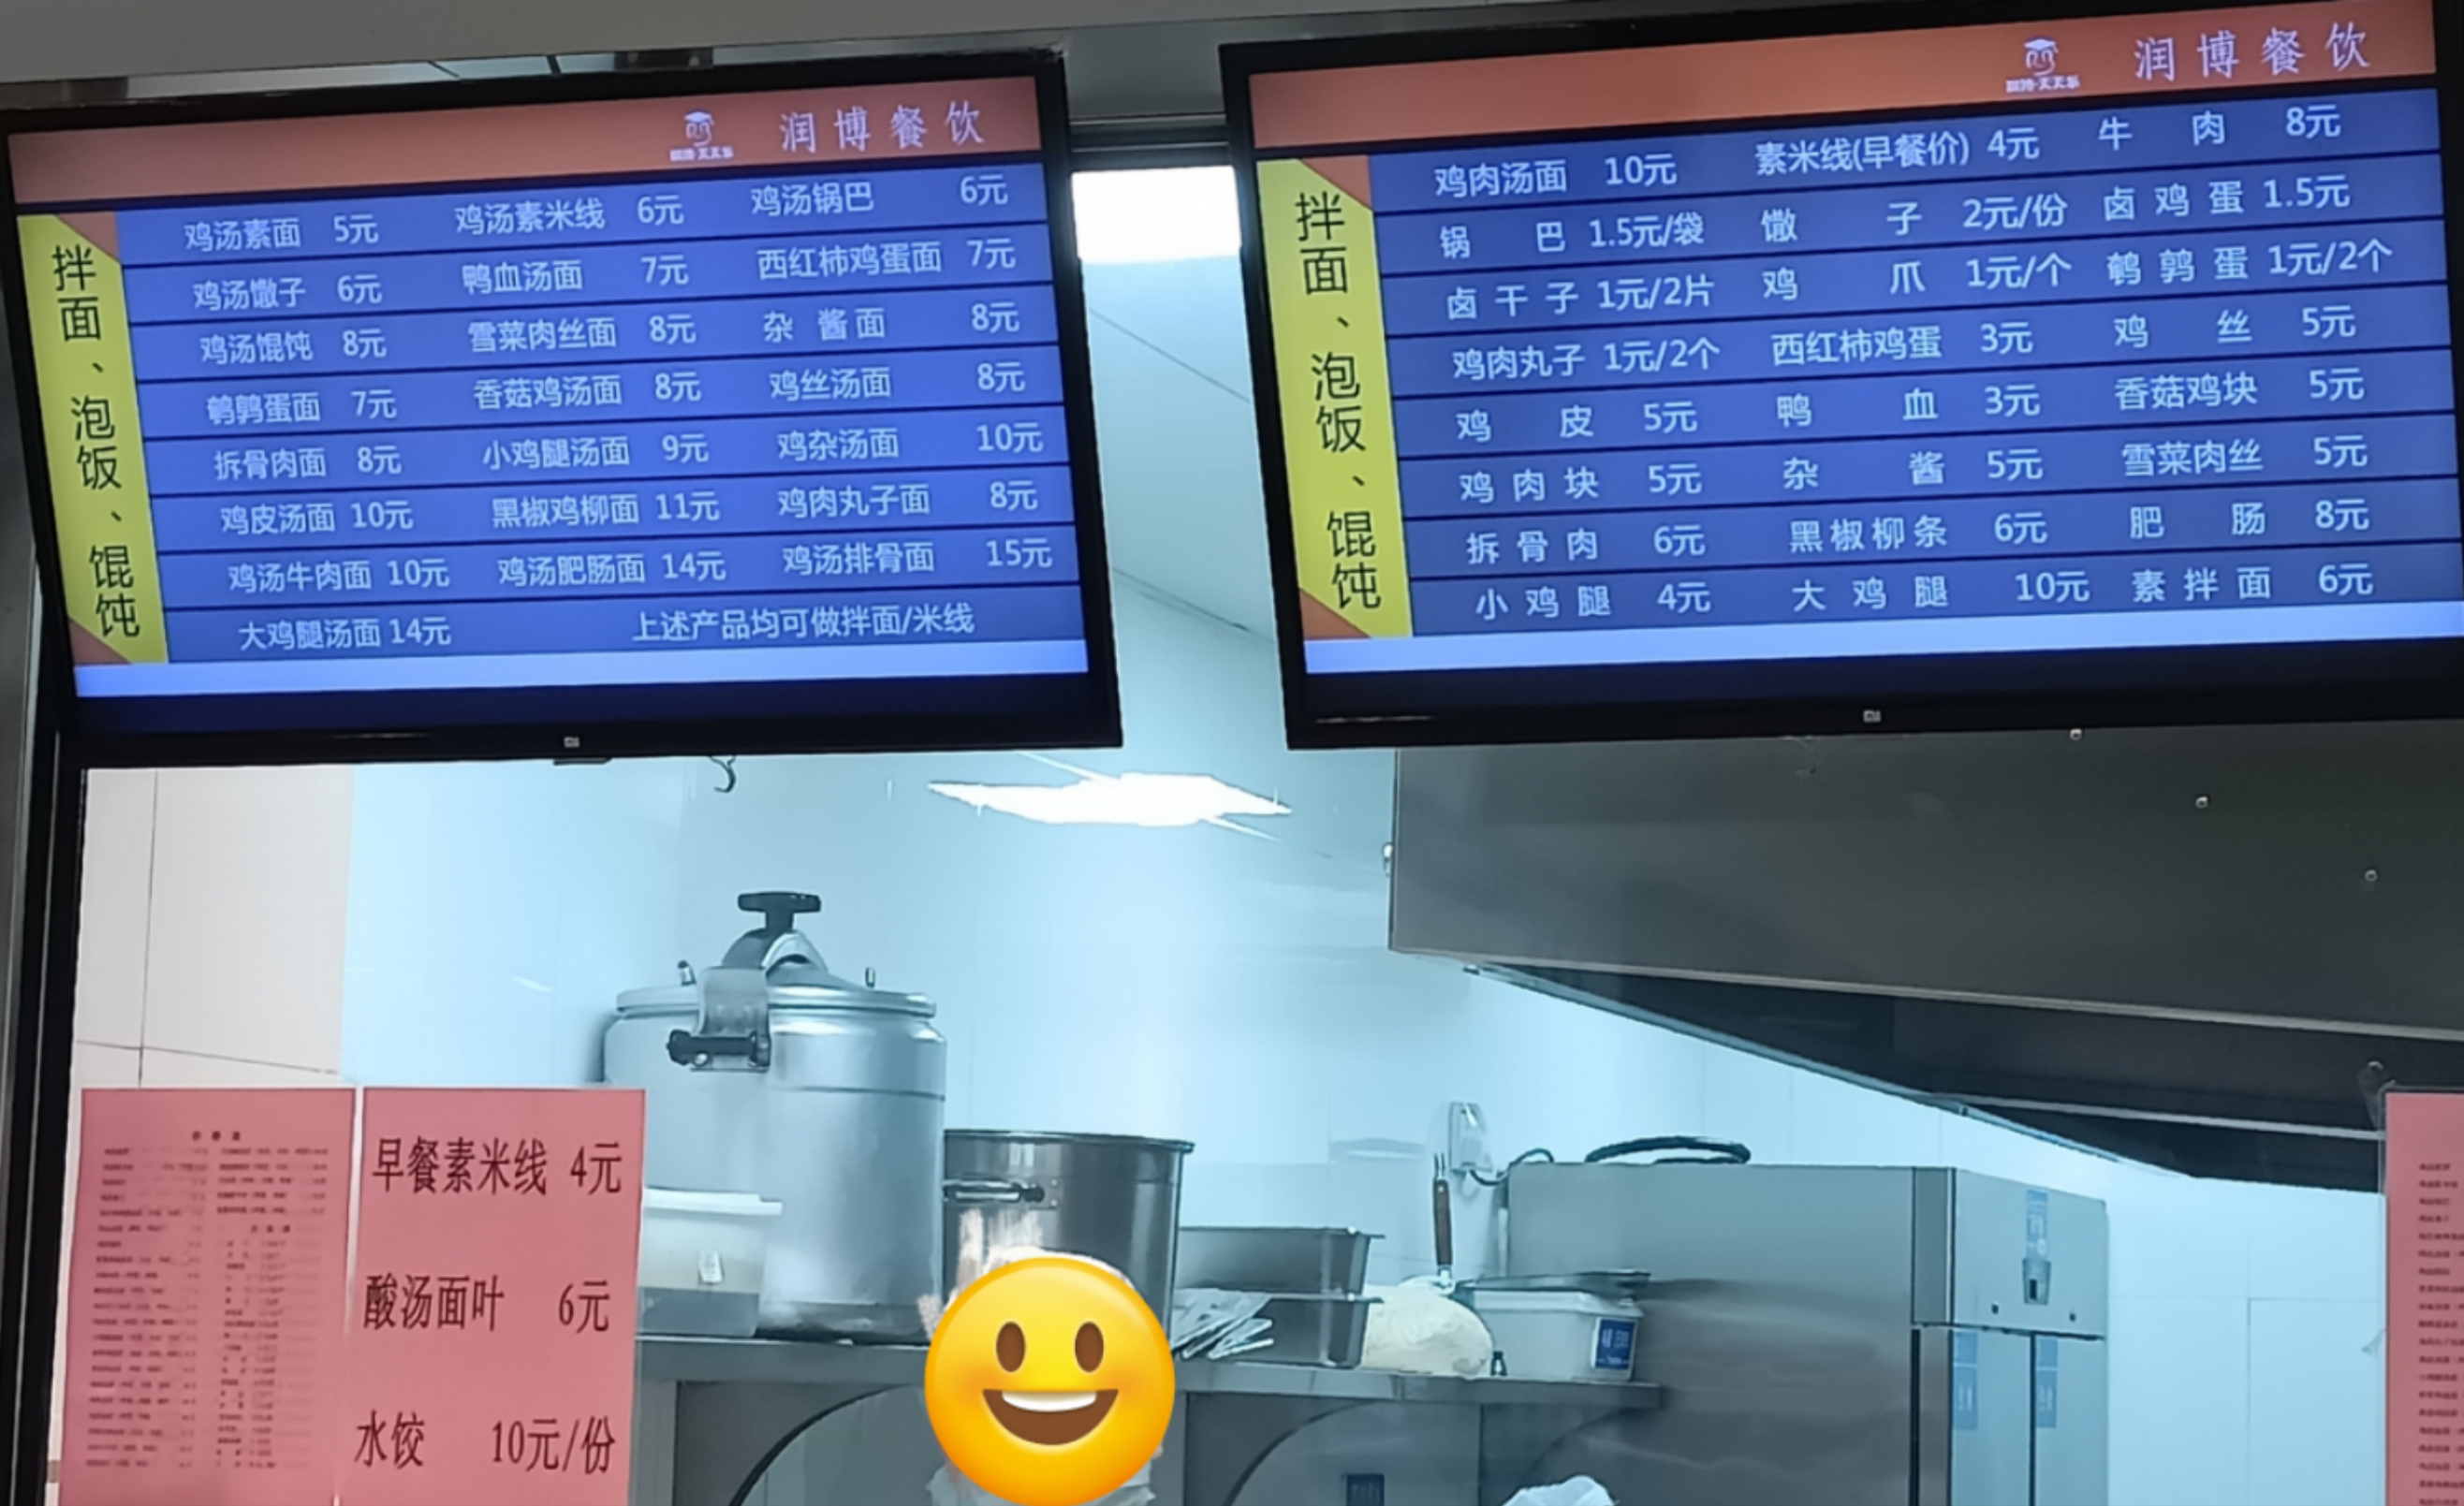 润博餐饮
拌面、泡饭、馄饨
鸡汤素面 5元 鸡汤素米线 6元 鸡汤锅巴 6元
鸡汤馓子 6元 鸭血汤面 7元 西红柿鸡蛋面 7元
鸡汤馄饨 8元 雪菜肉丝面 8元 杂酱面 8元
鹌鹑蛋面 7元 香菇鸡汤面 8元 鸡丝汤面 8元
拆骨肉面 8元 小鸡腿汤面 9元 鸡杂汤面 10元
鸡皮汤面 10元 黑椒鸡柳面 11元 鸡肉丸子面 8元
鸡汤牛肉面 10元 鸡汤肥肠面 14元 鸡汤排骨面 15元
大鸡腿汤面 14元 上述产品均可做拌面/米线
润博餐饮
拌面、泡饭、馄饨
鸡肉汤面 10元 素米线(早餐价) 4元 牛肉 8元
锅巴 1.5元/袋 馓子 2元/份 卤鸡蛋 1.5元
卤干子 1元/2片 鸡爪 1元/个 鹌鹑蛋 1元/2个
鸡肉丸子 1元/2个 西红柿鸡蛋 3元 鸡丝 5元
鸡皮 5元 鸭血 3元 香菇鸡块 5元
鸡肉块 5元 杂酱 5元 雪菜肉丝 5元
拆骨肉 6元 黑椒柳条 6元 肥肠 8元
小鸡腿 4元 大鸡腿 10元 素拌面 6元
早餐素米线 4元
酸汤面叶 6元
水饺 10元/份